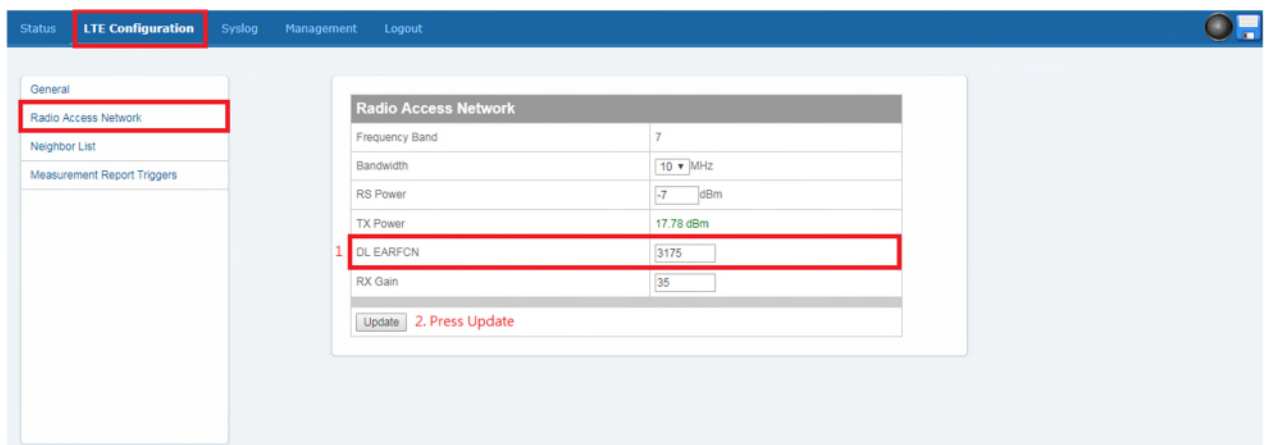 Status LTE Configuration Syslog Management Logout
General
Radio Access Network
Neighbor List
Measurement Report Triggers
Radio Access Network
Frequency Band 7
Bandwidth 10 MHz
RS Power -7 dBm
TX Power 17.78 dBm
1 DL EARFCN 3175
RX Gain 35
Update 2. Press Update